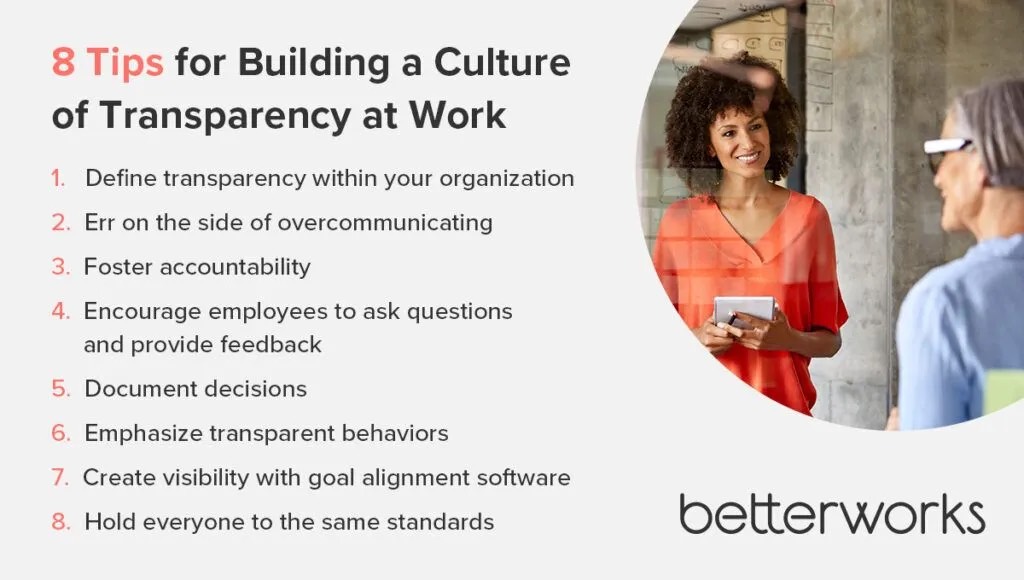 8 Tips for Building a Culture
of Transparency at Work
1. Define transparency within your organization
2. Err on the side of overcommunicating
3. Foster accountability
4. Encourage employees to ask questions
and provide feedback
5. Document decisions
6. Emphasize transparent behaviors
7. Create visibility with goal alignment software
8. Hold everyone to the same standards
betterworks